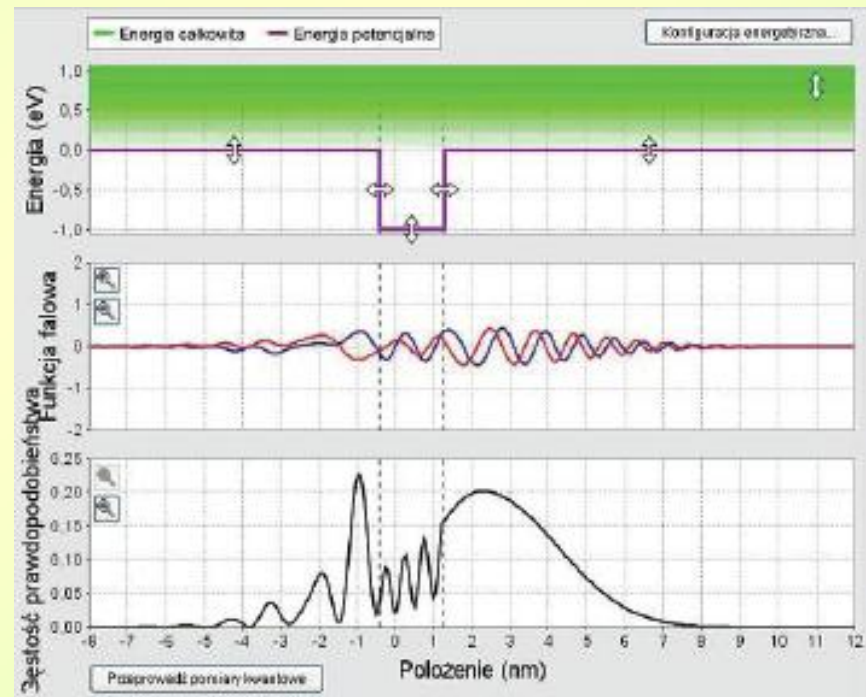 Energia całkowita Energia potencjalna
Konfiguracja energetyczna...
Energia (eV)
1,0
0,5
0,0
-0,5
-1,0
Funkcja falowa
2
1
0
-1
-2
gęstość prawdopodobieństwa
0.25
0.20
0.15
0.10
0.05
0.00
-8 -7 -6 -5 -4 -3 -2 -1 0 1 2 3 4 5 6 7 8 9 10 11 12
Położenie (nm)
Przeprowadź pomiary kwantowe